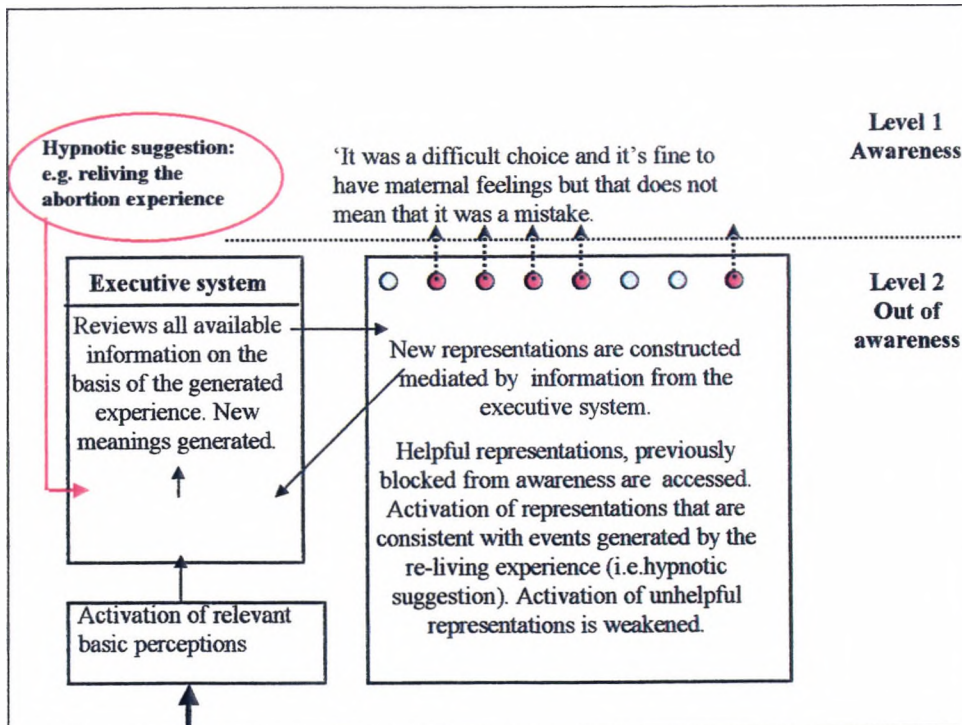 Hypnotic suggestion:
e.g. reliving the
abortion experience
'It was a difficult choice and it's fine to
have maternal feelings but that does not
mean that it was a mistake.
Level 1
Awareness
Executive system
Reviews all available
information on the
basis of the generated
experience. New
meanings generated.
Activation of relevant
basic perceptions
New representations are constructed
mediated by information from the
executive system.
Helpful representations, previously
blocked from awareness are accessed.
Activation of representations that are
consistent with events generated by the
re-living experience (i.e.hypnotic
suggestion). Activation of unhelpful
representations is weakened.
Level 2
Out of
awareness